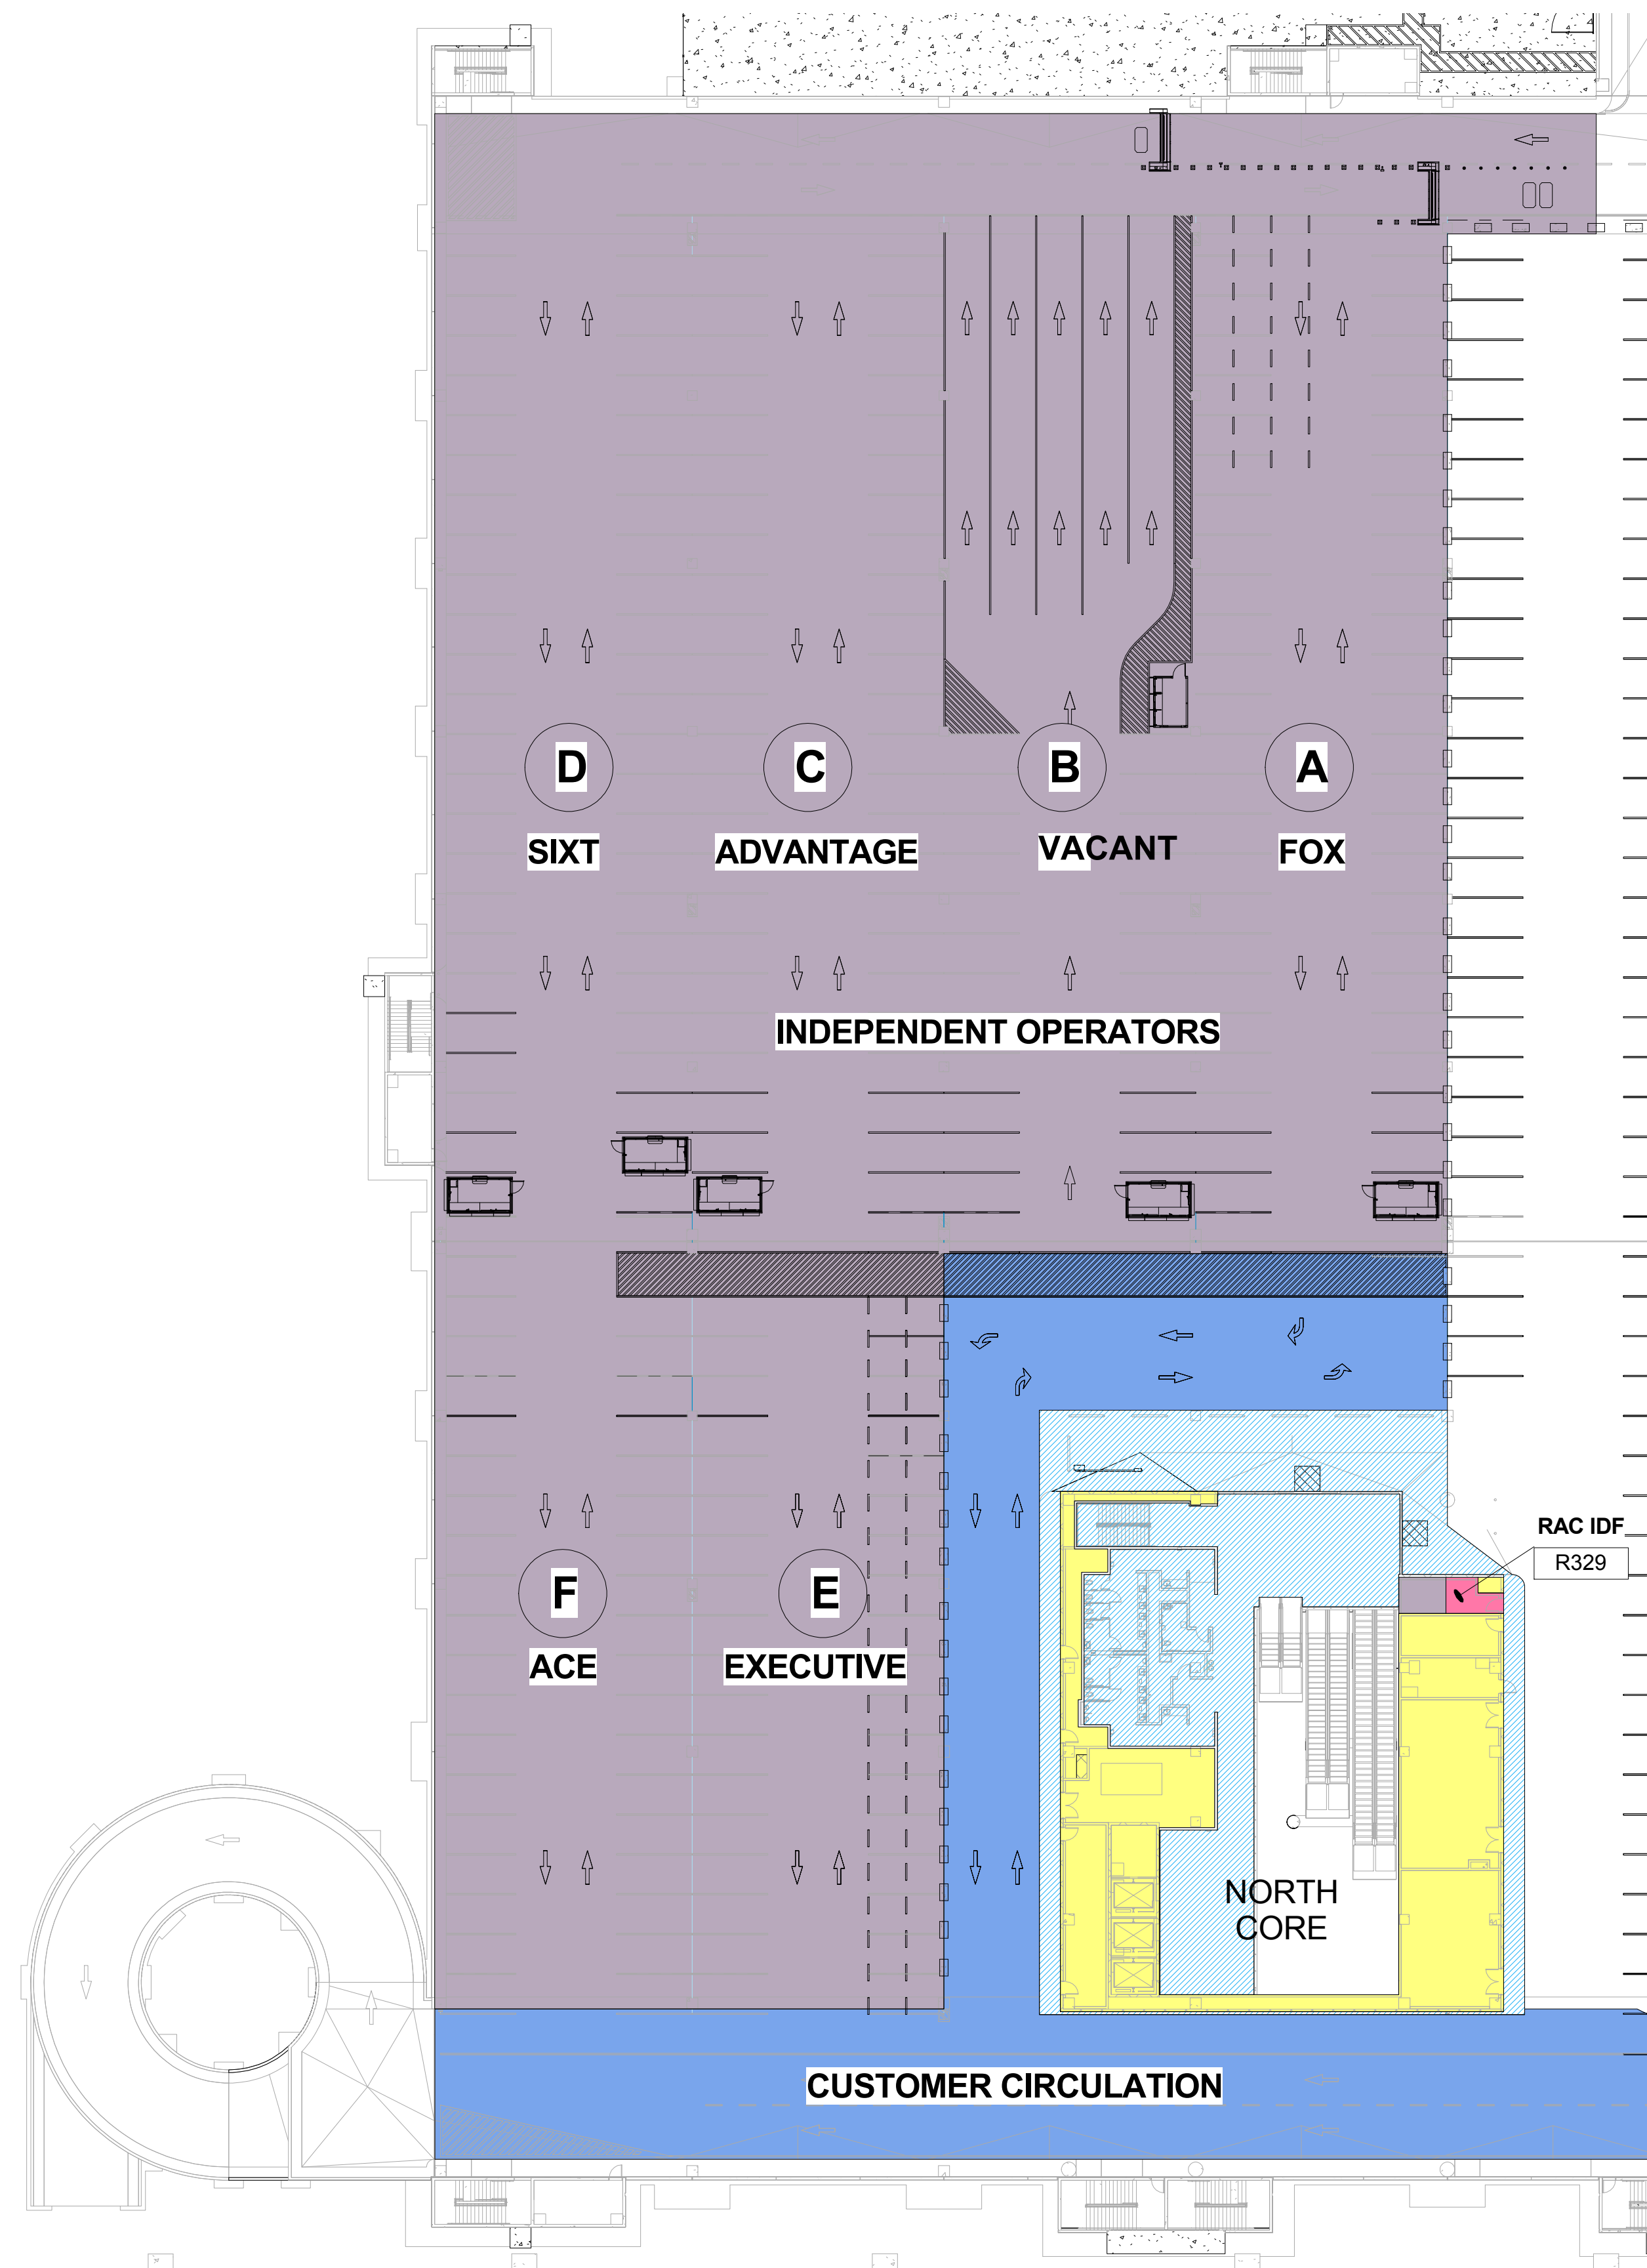 D
C
B
A
SIXT
ADVANTAGE
VACANT
FOX
INDEPENDENT OPERATORS
RAC IDF
R329
F
E
ACE
EXECUTIVE
NORTH
CORE
CUSTOMER CIRCULATION